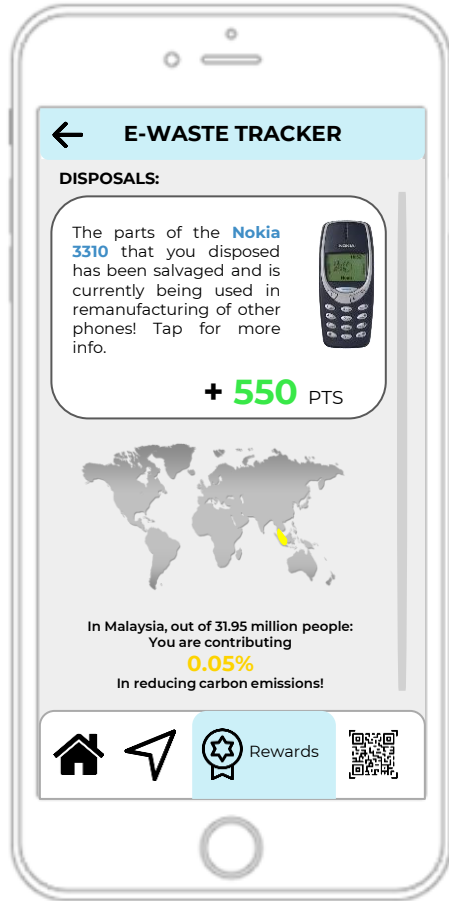 E-WASTE TRACKER
DISPOSALS:
The parts of the Nokia
3310 that you disposed
has been salvaged and is
currently being used in
remanufacturing of other
phones! Tap for more
info.
NOKIA
+ 550 PTS
In Malaysia, out of 31.95 million people:
You are contributing
0.05%
In reducing carbon emissions!
Rewards